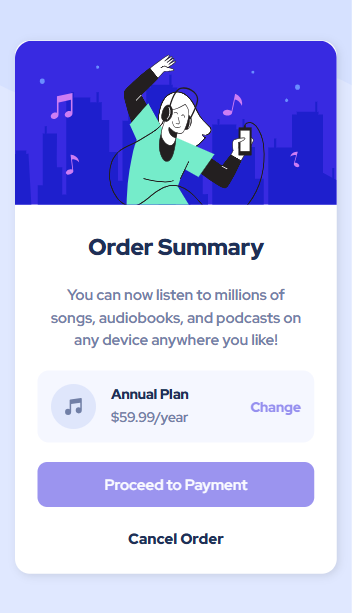 Order Summary
You can now listen to millions of
songs, audiobooks, and podcasts on
any device anywhere you like!
Annual Plan
$59.99/year
Change
Proceed to Payment
Cancel Order